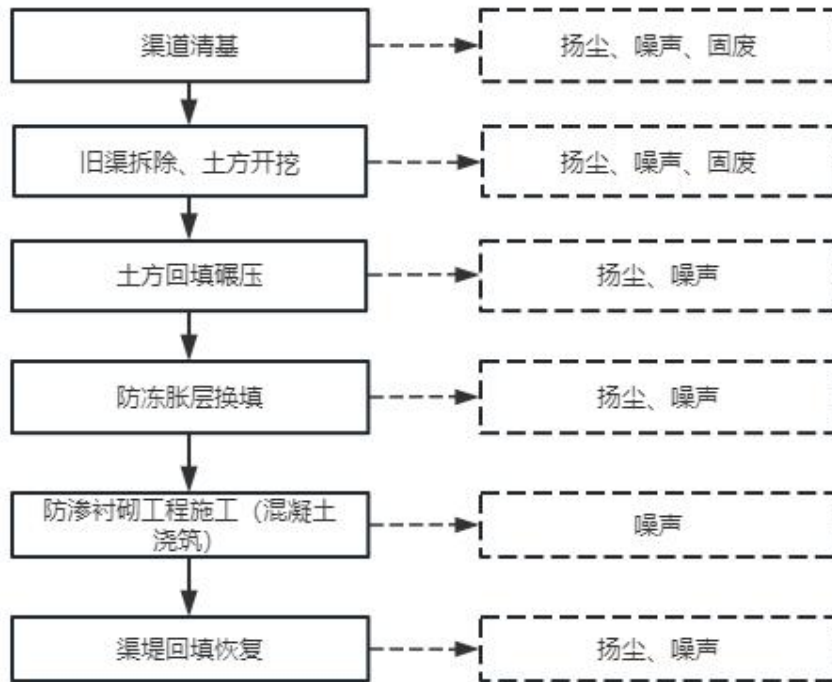 渠道清基
扬尘、噪声、固废
旧渠拆除、土方开挖
扬尘、噪声、固废
土方回填碾压
扬尘、噪声
防冻胀层换填
扬尘、噪声
防渗衬砌工程施工（混凝土
浇筑）
噪声
渠堤回填恢复
扬尘、噪声